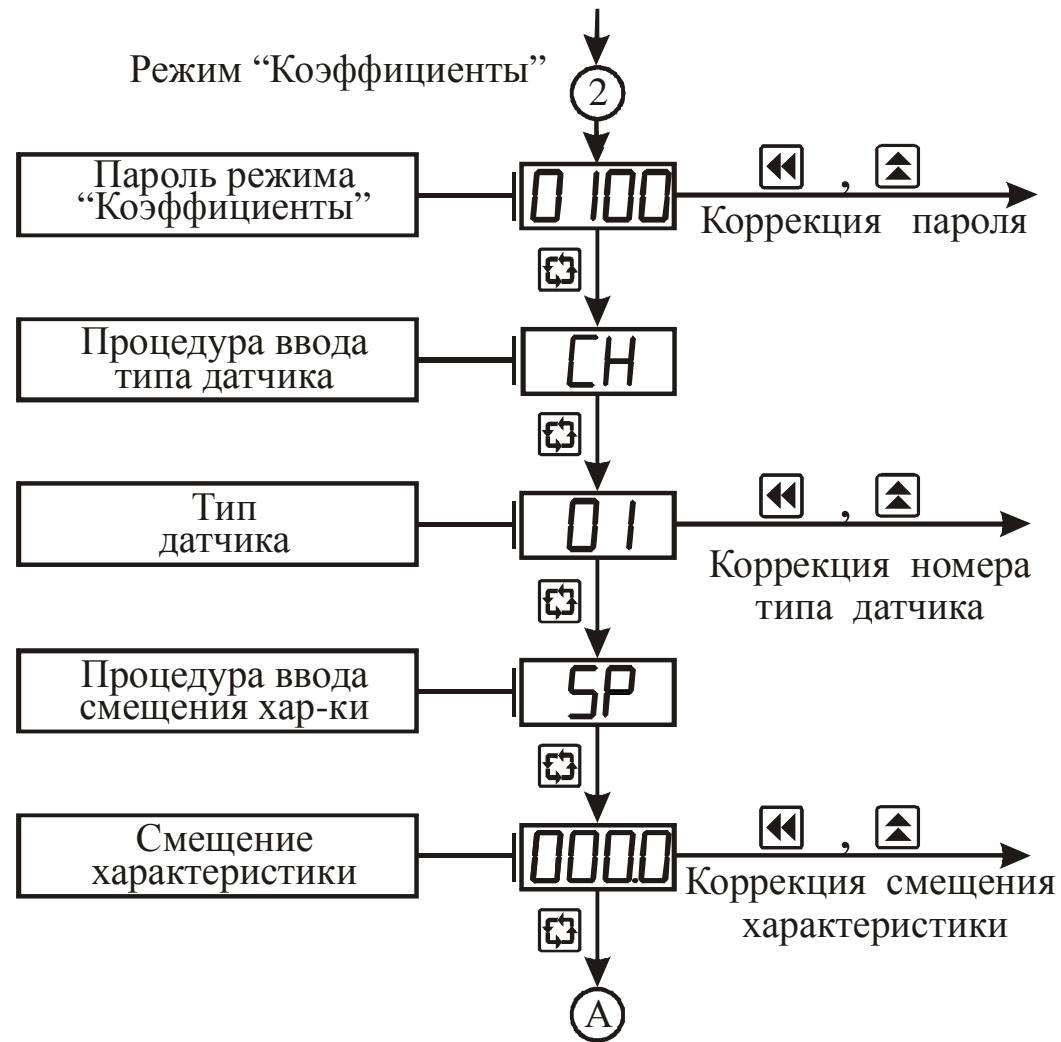 Режим “Коэффициенты”
2
Пароль режима
“Коэффициенты”
0100
,
Коррекция пароля
Процедура ввода
типа датчика
CH
Тип
датчика
01
,
Коррекция номера
типа датчика
Процедура ввода
смещения хар-ки
SP
Смещение
характеристики
000.0
,
Коррекция смещения
характеристики
А